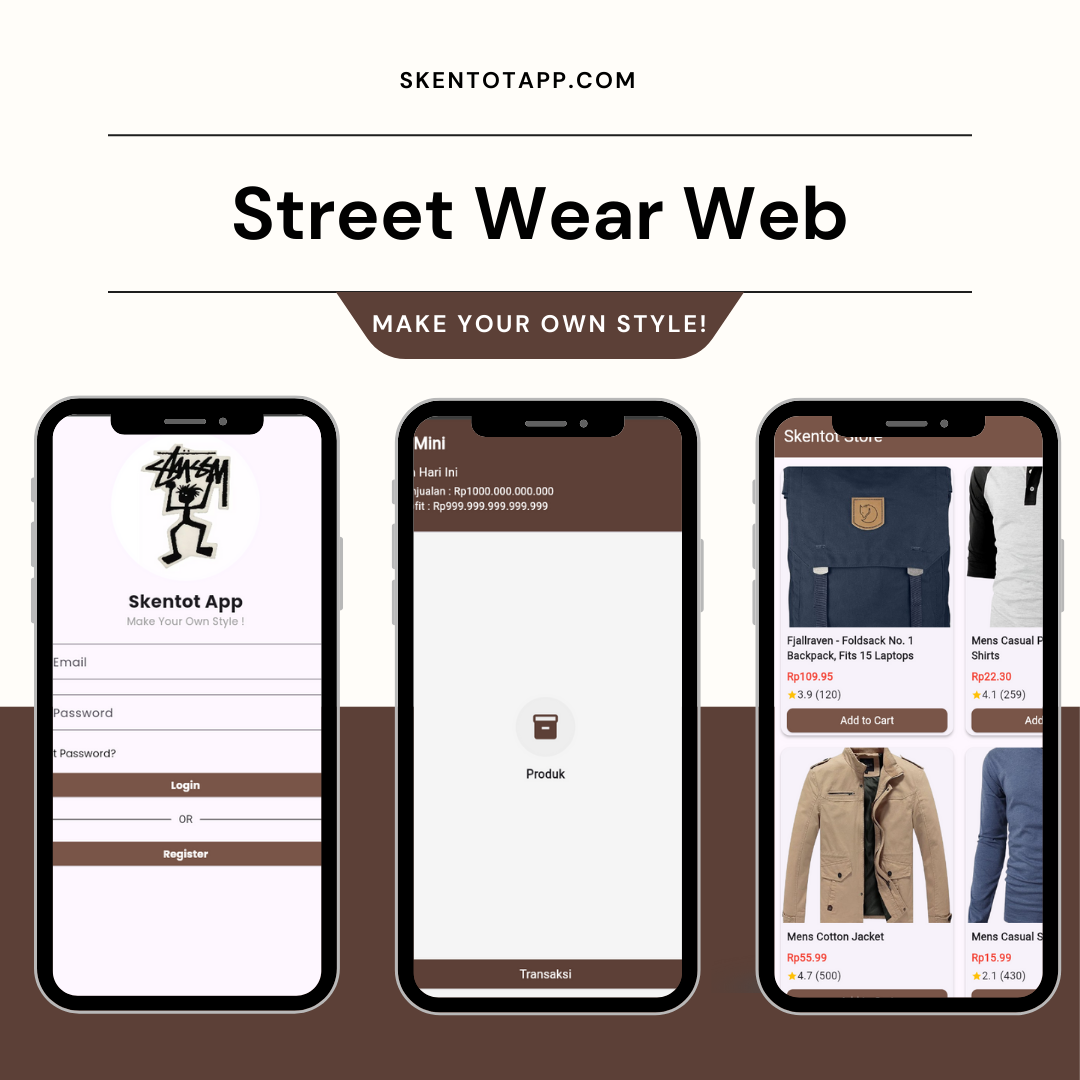 SKENTOTAPP.COM
Street Wear Web
MAKE YOUR OWN STYLE!
STÜSSY
Skentot App
Make Your Own Style !
Email
Password
t Password?
Login
OR
Register
Mini
Hari Ini
njualan : Rp1000.000.000.000
fit : Rp999.999.999.999.999
Produk
Transaksi
Skentot Store
Fjallraven - Foldsack No. 1
Backpack, Fits 15 Laptops
Rp109.95
3.9 (120)
Add to Cart
Mens Casual P
Shirts
Rp22.30
4.1 (259)
Add
Mens Cotton Jacket
Rp55.99
4.7 (500)
Mens Casual S
Rp15.99
2.1 (430)